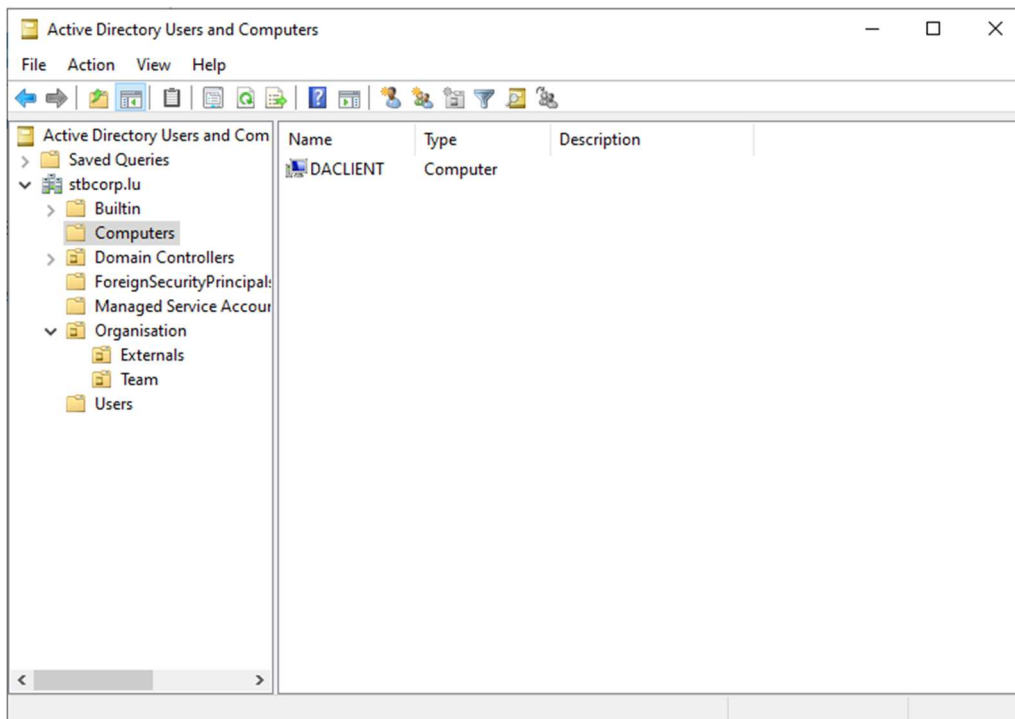 Active Directory Users and Computers
File Action View Help
Active Directory Users and Com
Saved Queries
stbcorp.lu
Builtin
Computers
Domain Controllers
ForeignSecurityPrincipal
Managed Service Accour
Organisation
Externals
Team
Users
Name Type Description
DACLIENT Computer